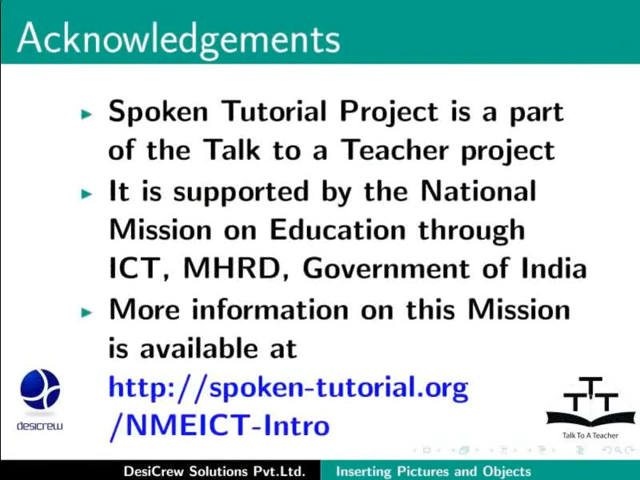 Acknowledgements
Spoken Tutorial Project is a part
of the Talk to a Teacher project
It is supported by the National
Mission on Education through
ICT, MHRD, Government of India
More information on this Mission
is available at
http://spoken-tutorial.org
/NMEICT-Intro
desicrew
TTT
Talk To A Teacher
DesiCrew Solutions Pvt.Ltd. Inserting Pictures and Objects